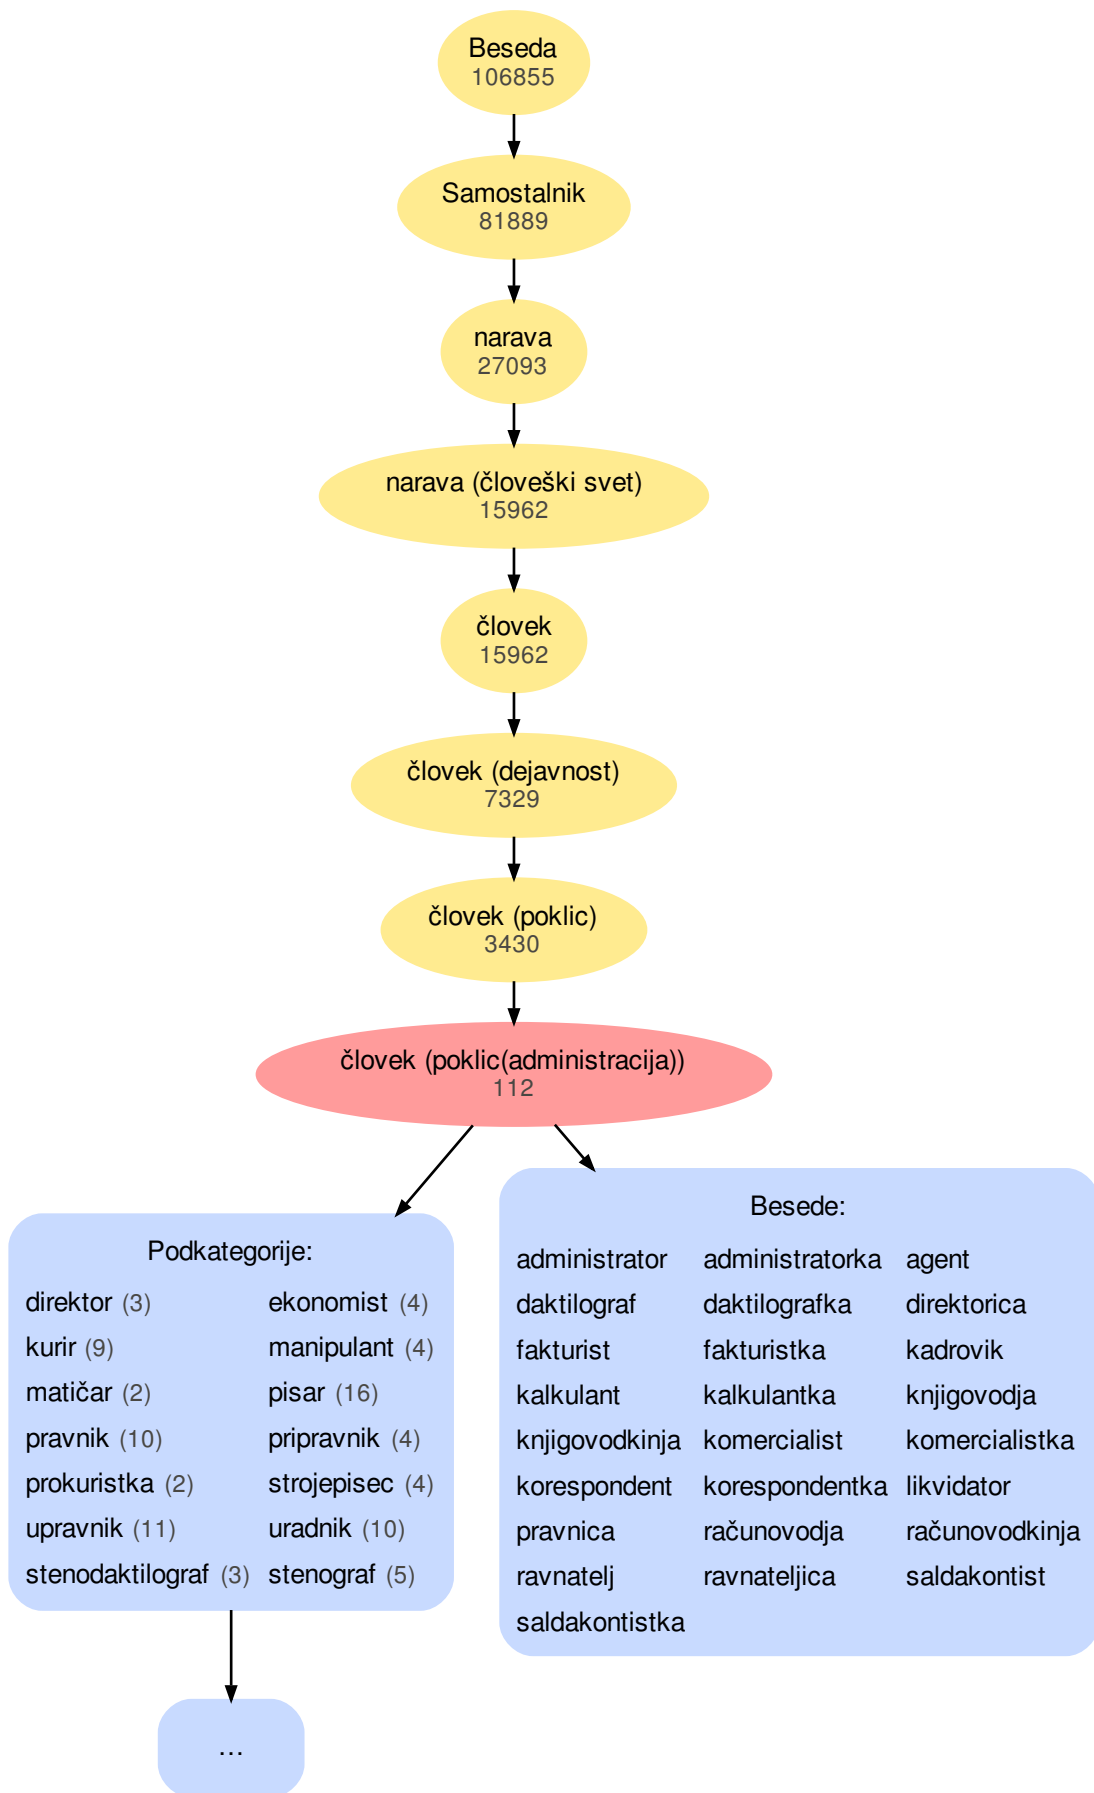 Beseda
106855
Samostalnik
81889
narava
27093
narava (človeški svet)
15962
človek
15962
človek (dejavnost)
7329
človek (poklic)
3430
človek (poklic(administracija))
112
Podkategorije:
direktor (3) ekonomist (4)
kurir (9) manipulant (4)
matičar (2) pisar (16)
pravnik (10) pripravnik (4)
prokuristka (2) strojepisec (4)
upravnik (11) uradnik (10)
stenodaktilograf (3) stenograf (5)
Besede:
administrator administratorka agent
daktilograf daktilografka direktorica
fakturist fakturistka kadrovik
kalkulant kalkulantka knjigovodja
knjigovodkinja komercialist komercialistka
korespondent korespondentka likvidator
pravnica računovodja računovodkinja
ravnatelj ravnateljica saldakontist
saldakontistka
...